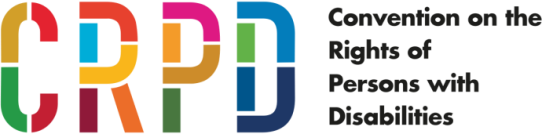 CRPD
Convention on the
Rights of
Persons with
Disabilities